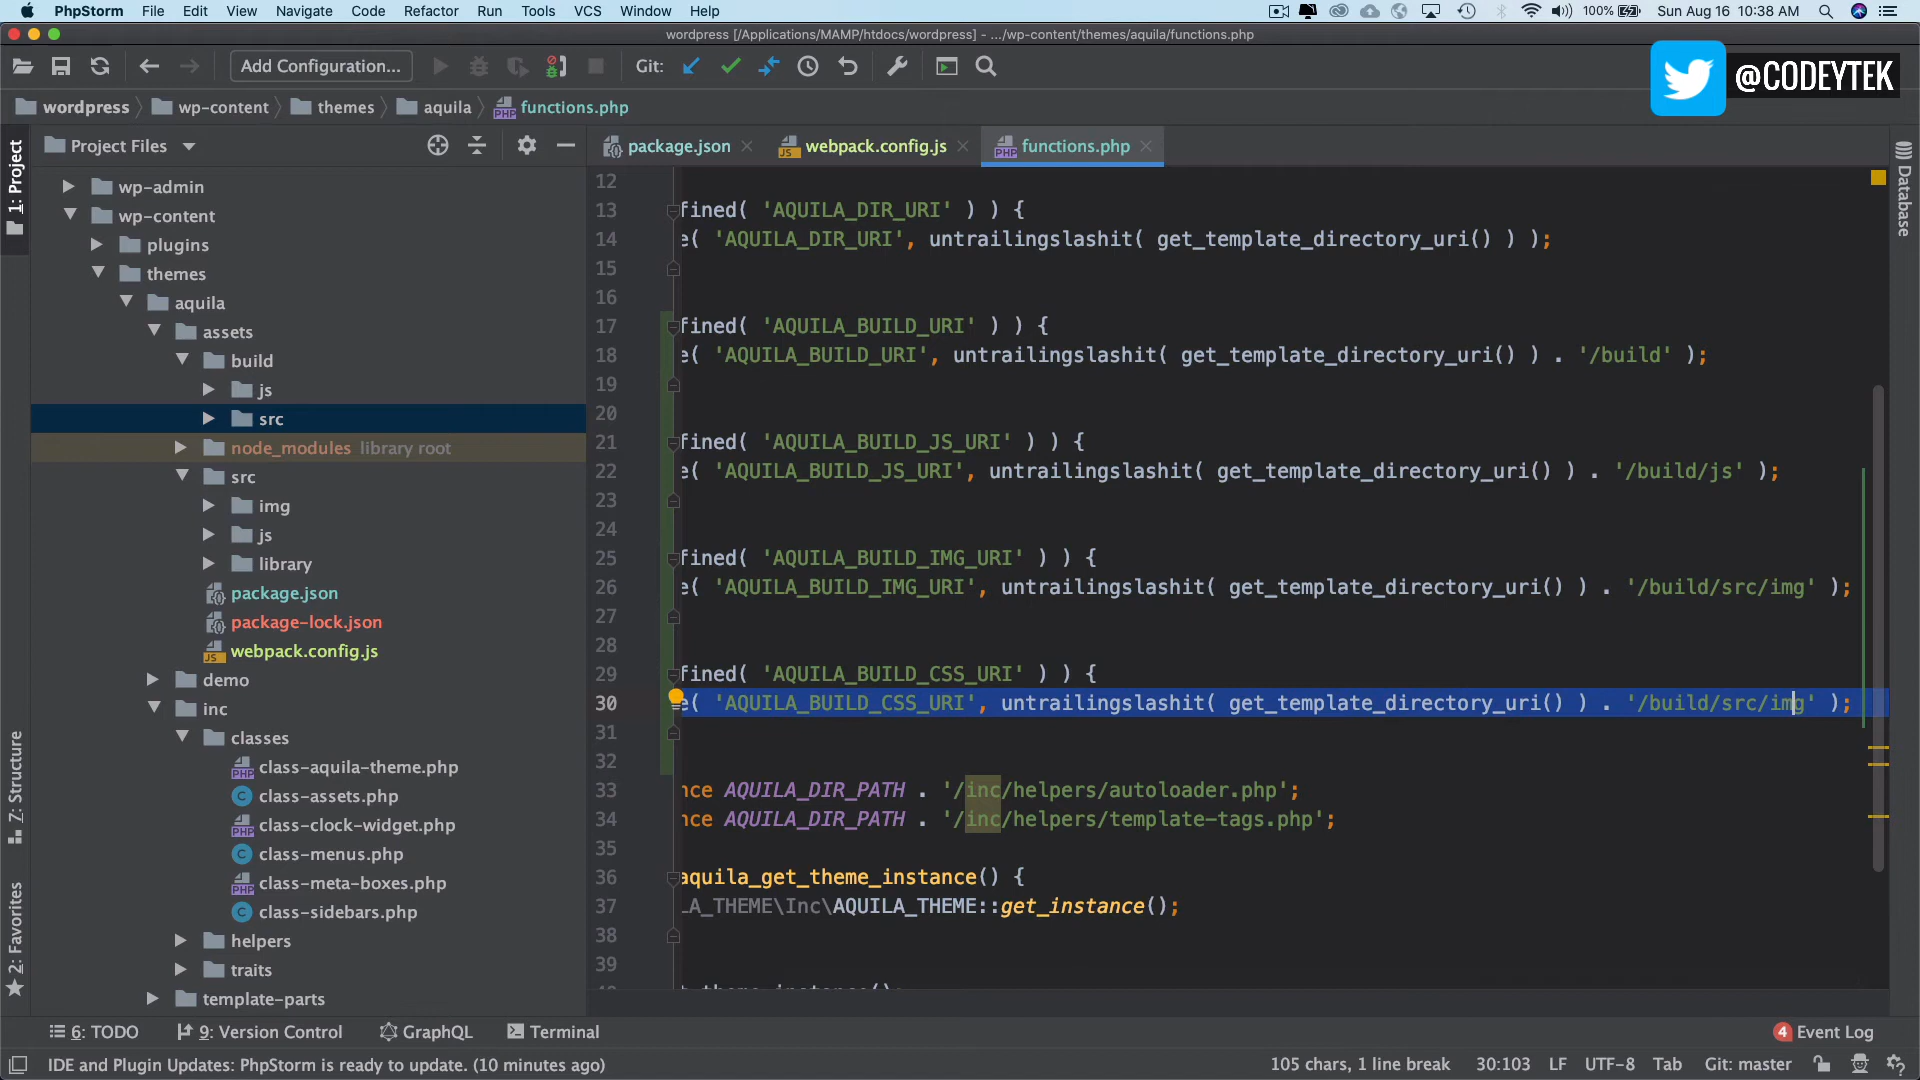 PhpStorm File Edit View Navigate Code Refactor Run Tools VCS Window Help 100% Sun Aug 16 10:38 AM
wordpress [/Applications/MAMP/htdocs/wordpress] - .../wp-content/themes/aquila/functions.php
Add Configuration... Git:
@CODEYTEK
wordpress wp-content themes aquila functions.php
Project Files package.json webpack.config.js functions.php
1: Project
Database
wp-admin
wp-content
plugins
themes
aquila
assets
build
js
src
node_modules library root
src
img
js
library
package.json
package-lock.json
webpack.config.js
demo
inc
classes
class-aquila-theme.php
class-assets.php
class-clock-widget.php
class-menus.php
class-meta-boxes.php
class-sidebars.php
helpers
traits
template-parts
7: Structure
2: Favorites
12
13 fined( 'AQUILA_DIR_URI' ) ) {
14 e( 'AQUILA_DIR_URI', untrailingslashit( get_template_directory_uri() ) );
15
16
17 fined( 'AQUILA_BUILD_URI' ) ) {
18 e( 'AQUILA_BUILD_URI', untrailingslashit( get_template_directory_uri() ) . '/build' );
19
20
21 fined( 'AQUILA_BUILD_JS_URI' ) ) {
22 e( 'AQUILA_BUILD_JS_URI', untrailingslashit( get_template_directory_uri() ) . '/build/js' );
23
24
25 fined( 'AQUILA_BUILD_IMG_URI' ) ) {
26 e( 'AQUILA_BUILD_IMG_URI', untrailingslashit( get_template_directory_uri() ) . '/build/src/img' );
27
28
29 fined( 'AQUILA_BUILD_CSS_URI' ) ) {
30 e( 'AQUILA_BUILD_CSS_URI', untrailingslashit( get_template_directory_uri() ) . '/build/src/img' );
31
32
33 nce AQUILA_DIR_PATH . '/inc/helpers/autoloader.php';
34 nce AQUILA_DIR_PATH . '/inc/helpers/template-tags.php';
35
36 aquila_get_theme_instance() {
37 LA_THEME\Inc\AQUILA_THEME::get_instance();
38
39
6: TODO 9: Version Control GraphQL Terminal 4 Event Log
IDE and Plugin Updates: PhpStorm is ready to update. (10 minutes ago) 105 chars, 1 line break 30:103 LF UTF-8 Tab Git: master